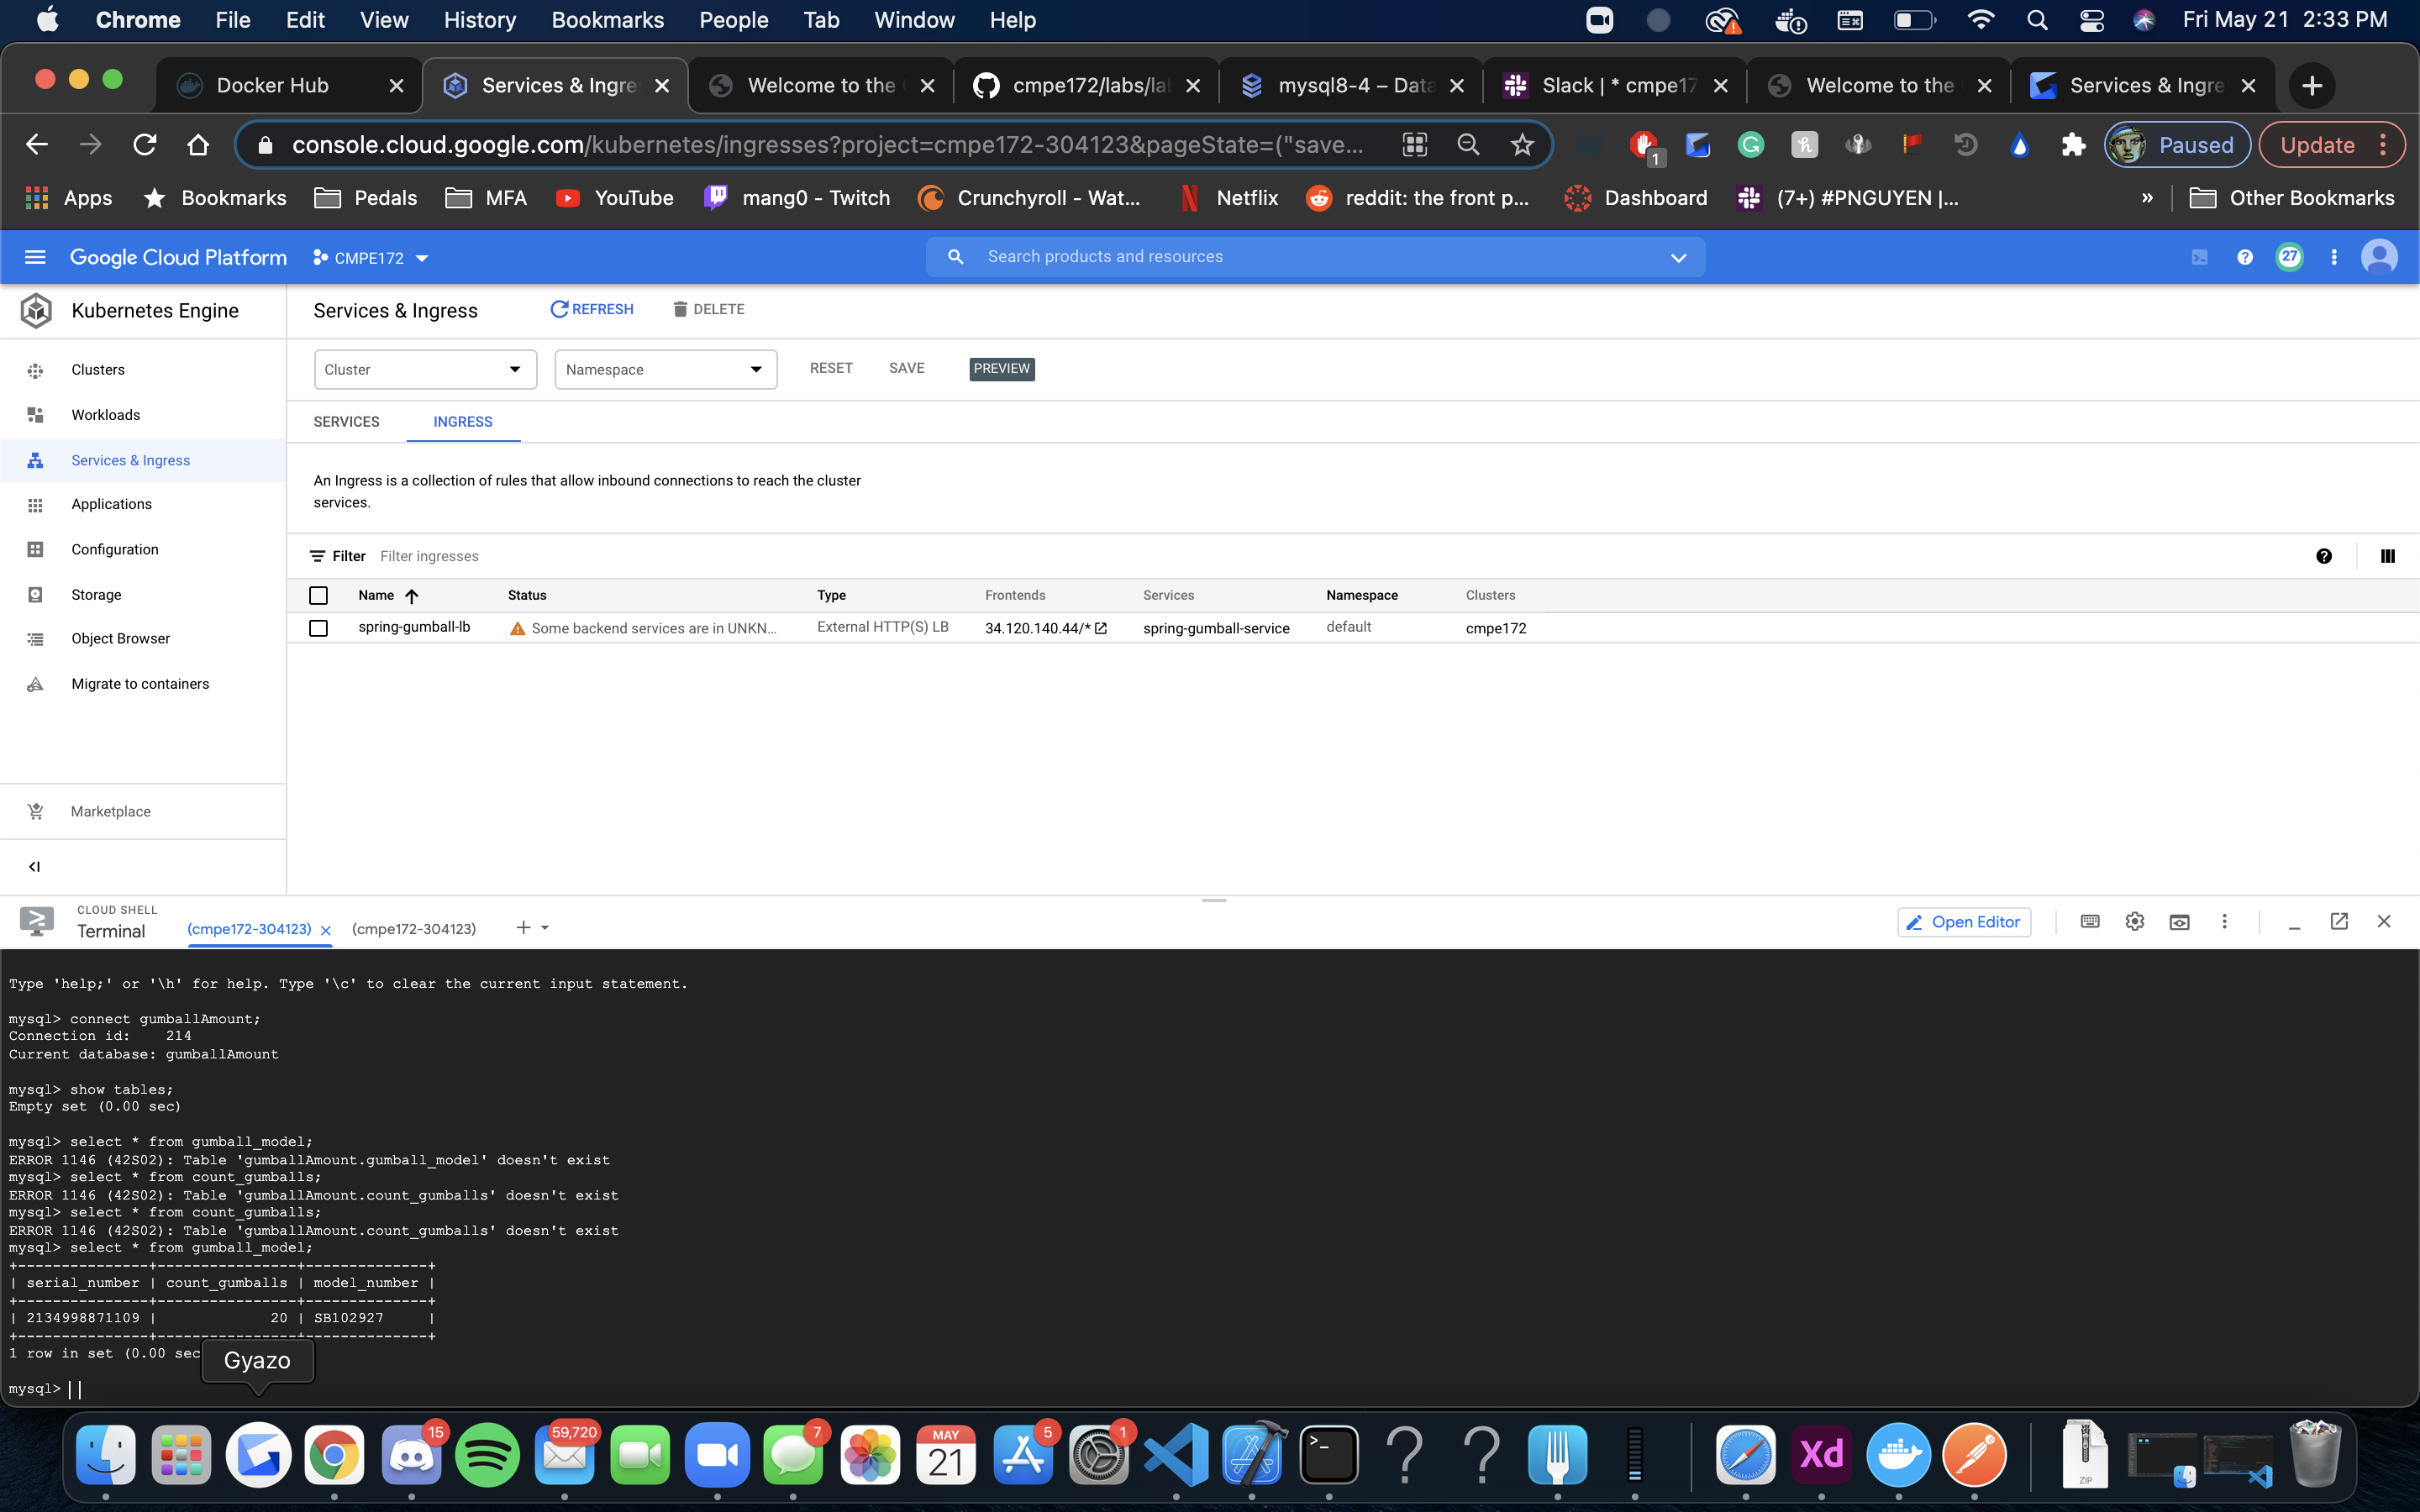 Chrome File Edit View History Bookmarks People Tab Window Help Fri May 21 2:33 PM
Docker Hub Services & Ingre Welcome to the cmpe172/labs/la mysql8-4 – Data Slack | * cmpe17 Welcome to the Services & Ingre
console.cloud.google.com/kubernetes/ingresses?project=cmpe172-304123&pageState=("save... 1 Paused Update
Apps Bookmarks Pedals MFA YouTube mang0 - Twitch Crunchyroll - Wat... Netflix reddit: the front p... Dashboard (7+) #PNGUYEN |... » Other Bookmarks
Google Cloud Platform CMPE172 Search products and resources 27
Kubernetes Engine
Services & Ingress REFRESH DELETE
Clusters
Workloads
Services & Ingress
Applications
Configuration
Storage
Object Browser
Migrate to containers
Marketplace
Cluster Namespace RESET SAVE PREVIEW
SERVICES INGRESS
An Ingress is a collection of rules that allow inbound connections to reach the cluster
services.
Filter Filter ingresses
Name Status Type Frontends Services Namespace Clusters
spring-gumball-lb Some backend services are in UNKN... External HTTP(S) LB 34.120.140.44/* spring-gumball-service default cmpe172
CLOUD SHELL
Terminal (cmpe172-304123) (cmpe172-304123) Open Editor
Type 'help;' or '\h' for help. Type '\c' to clear the current input statement.
mysql> connect gumballAmount;
Connection id:    214
Current database: gumballAmount
mysql> show tables;
Empty set (0.00 sec)
mysql> select * from gumball_model;
ERROR 1146 (42S02): Table 'gumballAmount.gumball_model' doesn't exist
mysql> select * from count_gumballs;
ERROR 1146 (42S02): Table 'gumballAmount.count_gumballs' doesn't exist
mysql> select * from count_gumballs;
ERROR 1146 (42S02): Table 'gumballAmount.count_gumballs' doesn't exist
mysql> select * from gumball_model;
+---------------+----------------+--------------+
| serial_number | count_gumballs | model_number |
+---------------+----------------+--------------+
| 2134998871109 |             20 | SB102927     |
+---------------+----------------+--------------+
1 row in set (0.00 sec
Gyazo
mysql>
15 59,720 7 MAY 21 5 1 >_ ? ? Xd ZIP